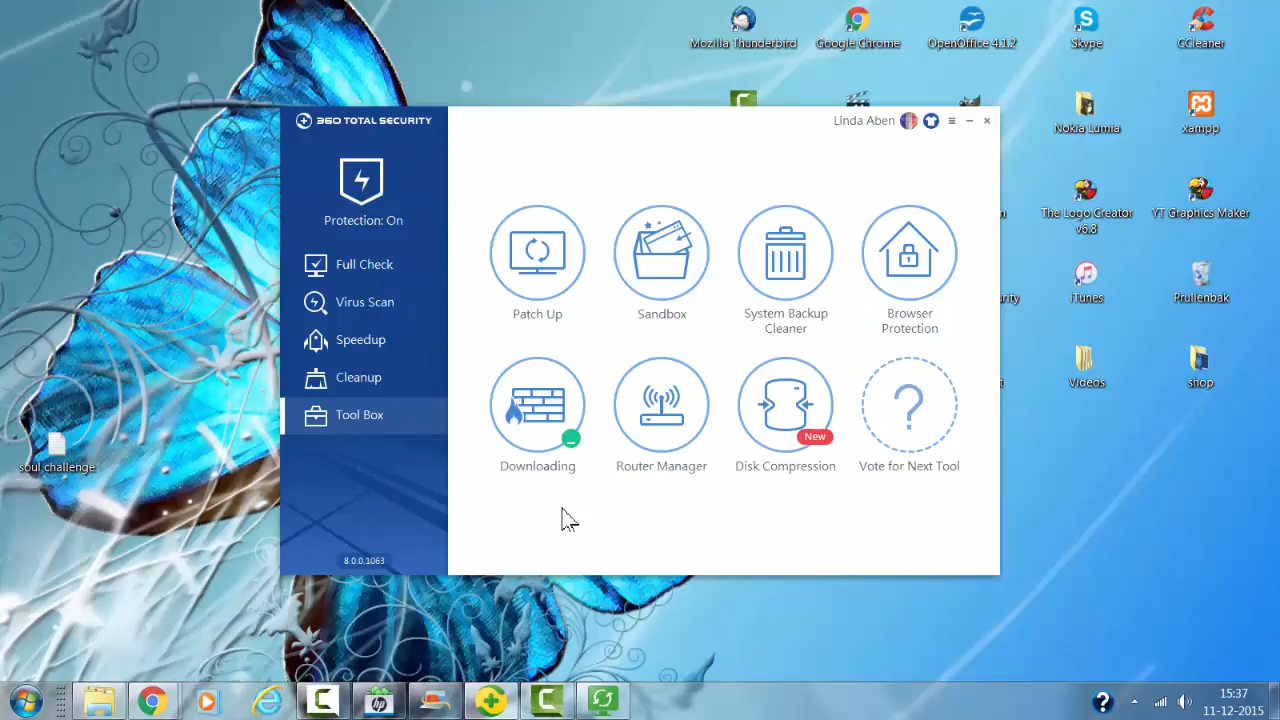 Mozilla Thunderbird
Google Chrome
OpenOffice 4.1.2
Skype
CCleaner
Nokia Lumia
xampp
The Logo Creator
v6.8
YT Graphics Maker
iTunes
Prullenbak
Videos
shop
soul challenge
360 TOTAL SECURITY
Linda Aben
Protection: On
Full Check
Virus Scan
Speedup
Cleanup
Tool Box
8.0.0.1063
Patch Up
Sandbox
System Backup
Cleaner
Browser
Protection
Downloading
Router Manager
New
Disk Compression
?
Vote for Next Tool
hp
?
15:37
11-12-2015